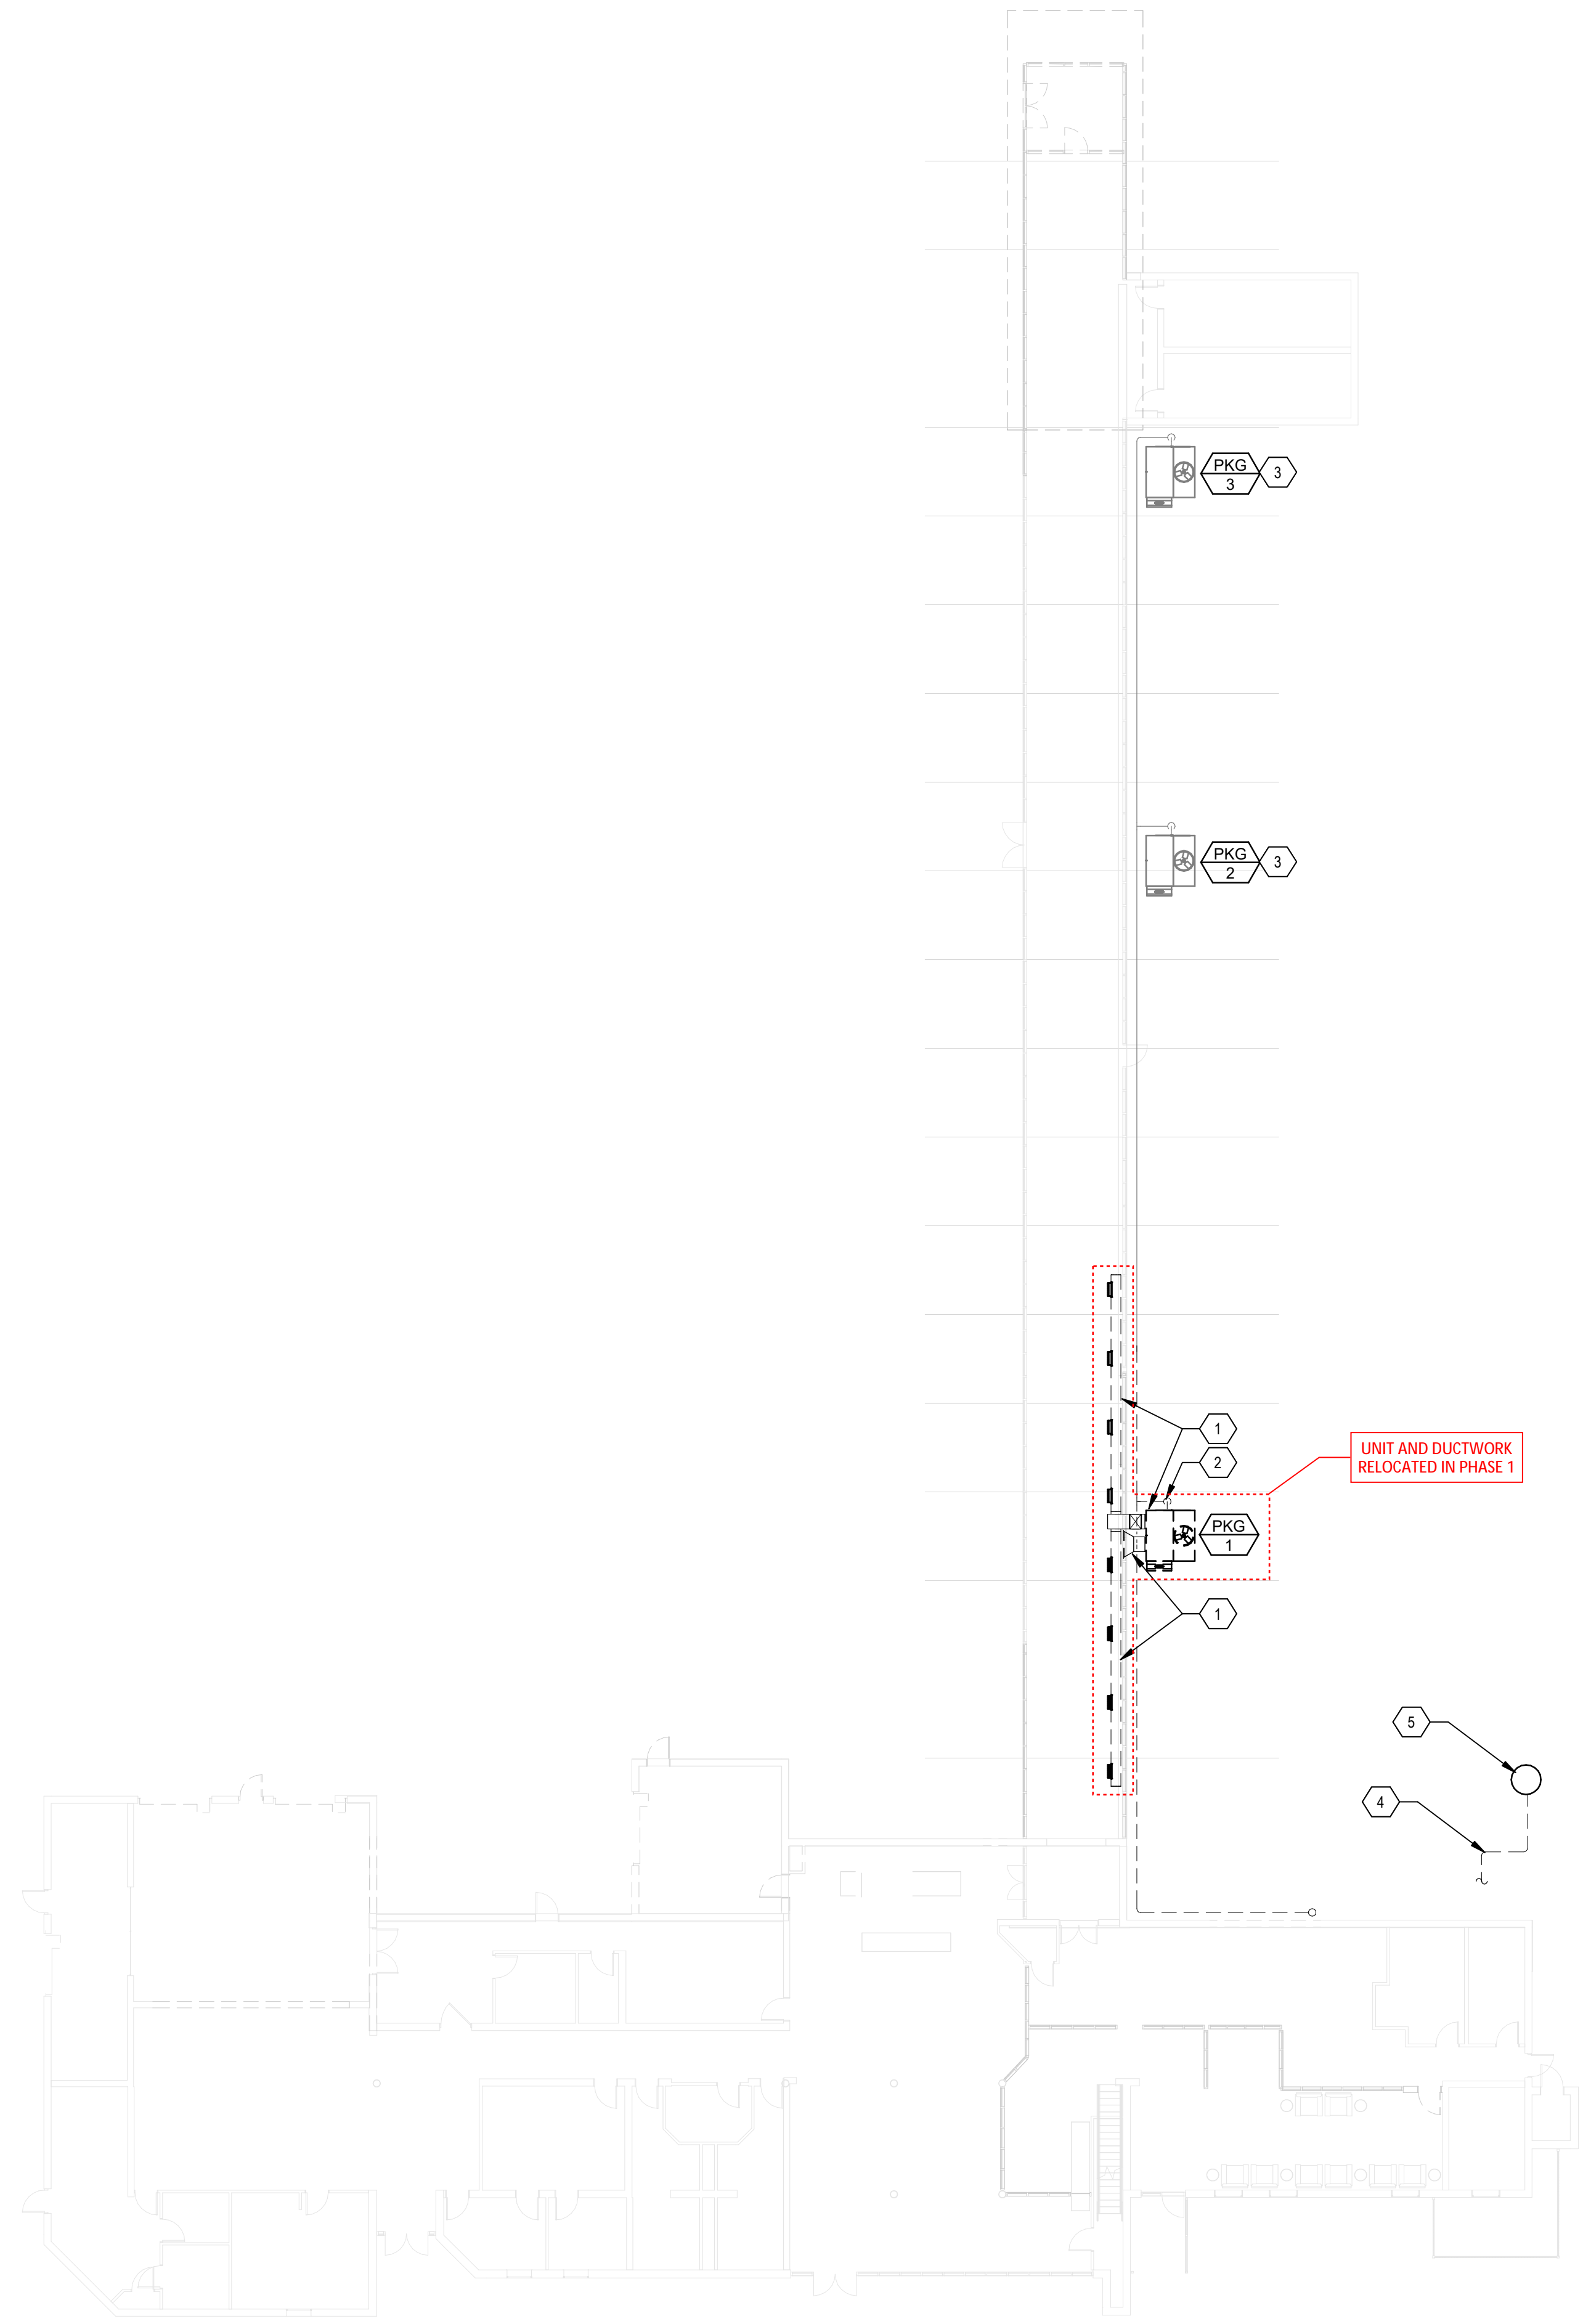 PKG
3
3
PKG
2
3
1
2
UNIT AND DUCTWORK
RELOCATED IN PHASE 1
PKG
1
1
5
4